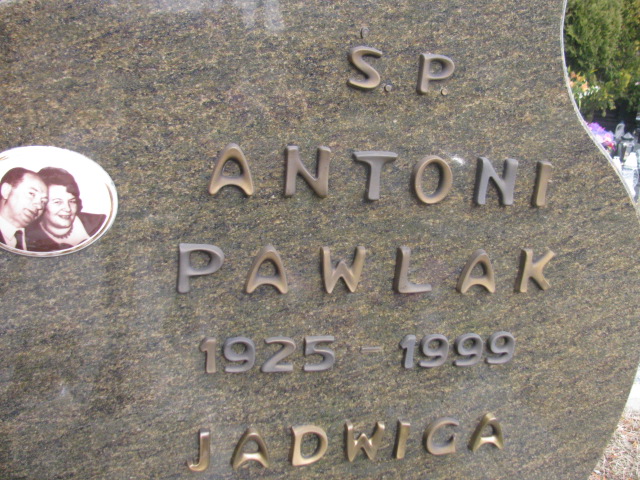 Ś. P.
ANTONI
PAWLAK
1925 - 1999
JADWIGA